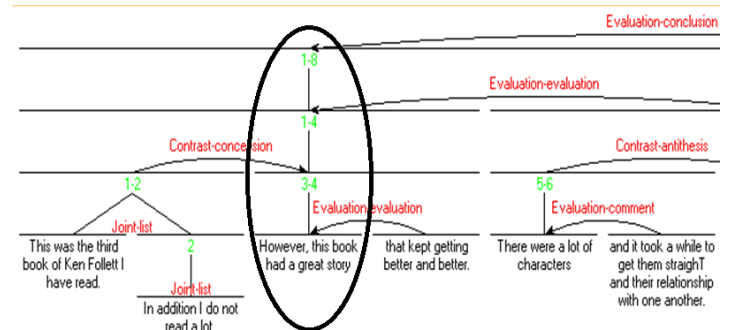 Evaluation-conclusion
1-8
Evaluation-evaluation
1-4
Contrast-concession
Contrast-antithesis
1-2
3-4
5-6
Joint-list
Evaluation-evaluation
Evaluation-comment
This was the third
book of Ken Follett I
have read.
2
However, this book
had a great story
that kept getting
better and better.
There were a lot of
characters
and it took a while to
get them straighT
and their relationship
with one another.
Joint-list
In addition I do not
read a lot